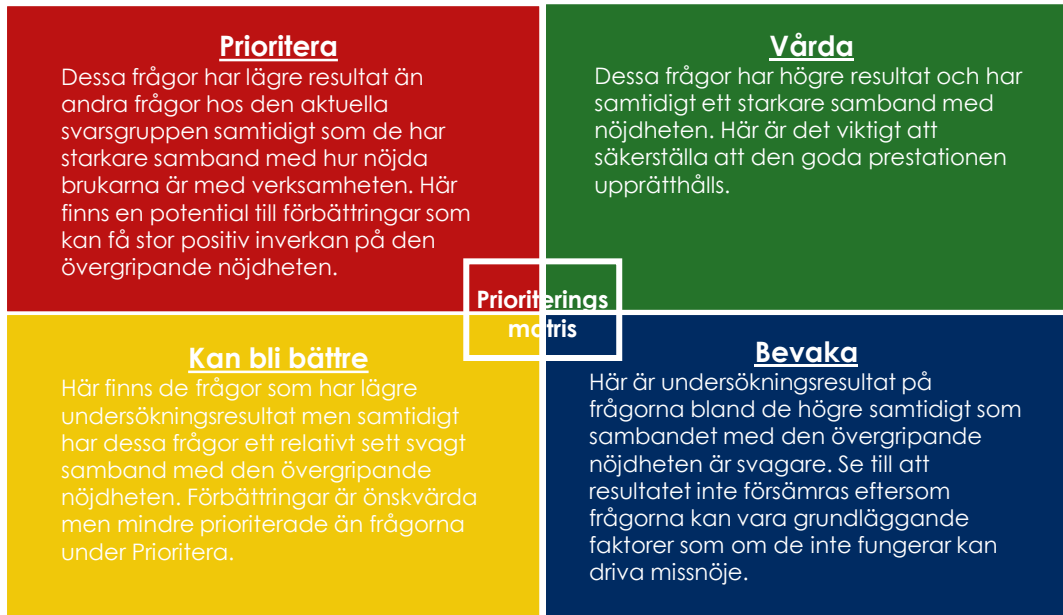 Prioritera
Dessa frågor har lägre resultat än
andra frågor hos den aktuella
svarsgruppen samtidigt som de har
starkare samband med hur nöjda
brukarna är med verksamheten. Här
finns en potential till förbättringar som
kan få stor positiv inverkan på den
övergripande nöjdheten.
Vårda
Dessa frågor har högre resultat och har
samtidigt ett starkare samband med
nöjdheten. Här är det viktigt att
säkerställa att den goda prestationen
upprätthålls.
Prioriterings
matris
Kan bli bättre
Här finns de frågor som har lägre
undersökningsresultat men samtidigt
har dessa frågor ett relativt sett svagt
samband med den övergripande
nöjdheten. Förbättringar är önskvärda
men mindre prioriterade än frågorna
under Prioritera.
Bevaka
Här är undersökningsresultat på
frågorna bland de högre samtidigt som
sambandet med den övergripande
nöjdheten är svagare. Se till att
resultatet inte försämras eftersom
frågorna kan vara grundläggande
faktorer som om de inte fungerar kan
driva missnöje.